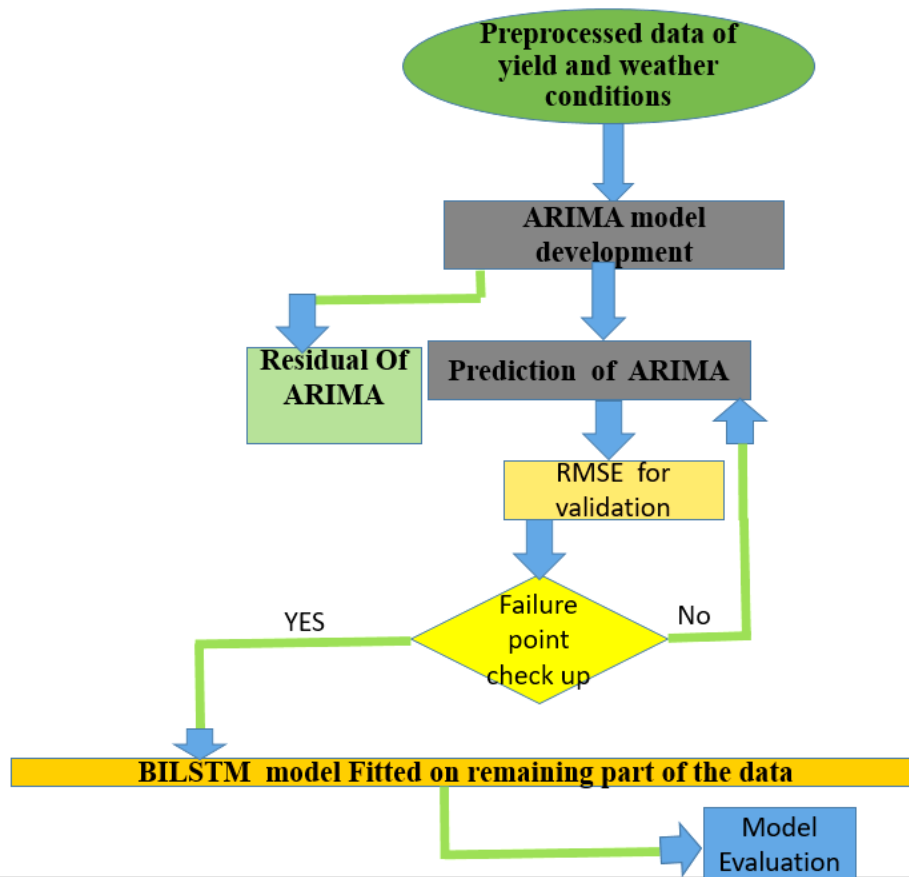 Preprocessed data of
yield and weather
conditions
ARIMA model
development
Residual Of
ARIMA
Prediction of ARIMA
RMSE for
validation
YES
Failure
point
check up
No
BILSTM model Fitted on remaining part of the data
Model
Evaluation